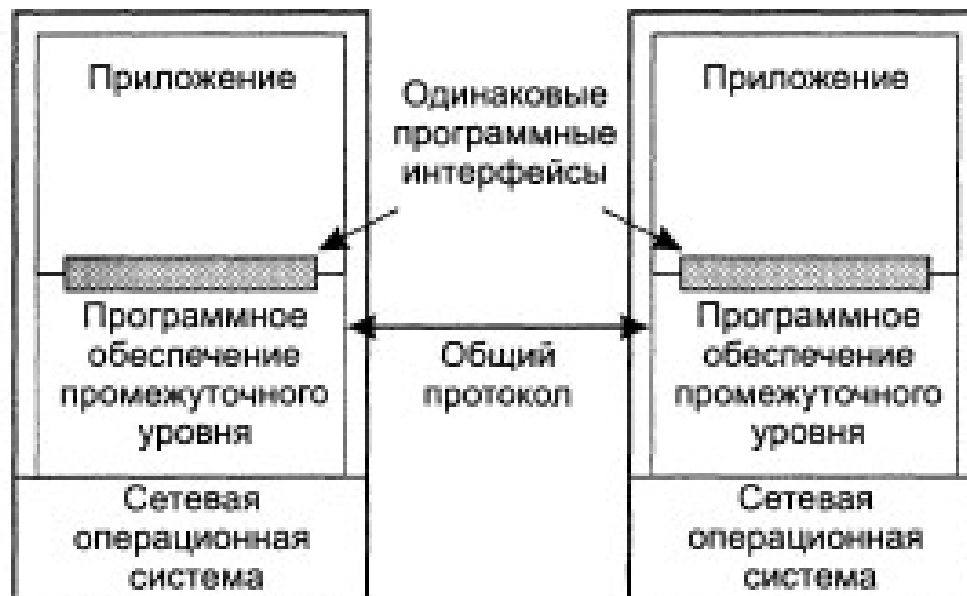 Приложение
Одинаковые
программные
интерфейсы
Приложение
Программное
обеспечение
промежуточного
уровня
Общий
протокол
Программное
обеспечение
промежуточного
уровня
Сетевая
операционная
система
Сетевая
операционная
система